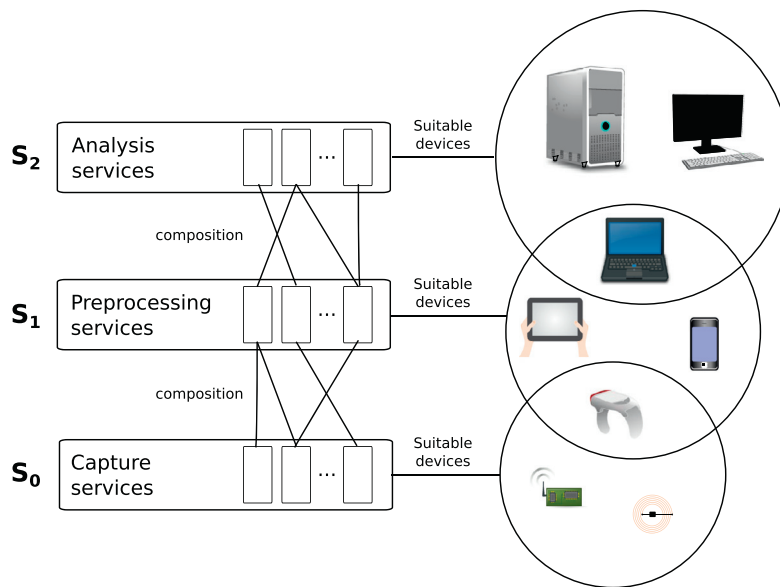 S2
Analysis
services
...
Suitable
devices
composition
S1
Preprocessing
services
...
Suitable
devices
composition
S0
Capture
services
...
Suitable
devices